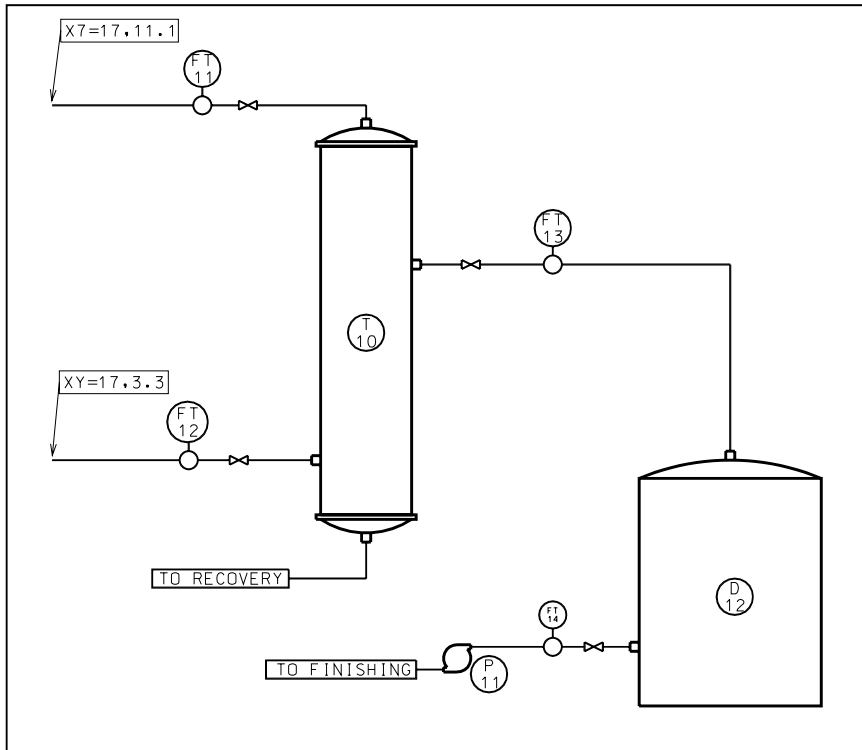 X7=17,11.1
FT
11
FT
13
T
10
XY=17,3.3
FT
12
TO RECOVERY
D
12
FT
14
TO FINISHING
P
11